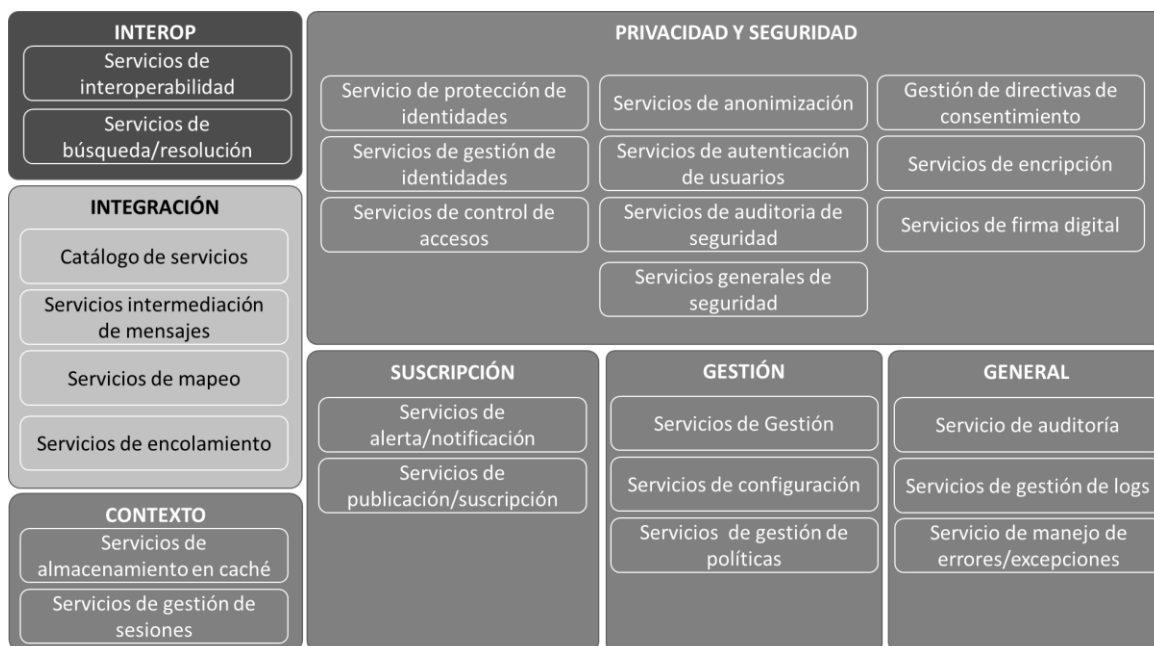 INTEROP
Servicios de
interoperabilidad
Servicios de
búsqueda/resolución
INTEGRACIÓN
Catálogo de servicios
Servicios intermediación
de mensajes
Servicios de mapeo
Servicios de encolamiento
CONTEXTO
Servicios de
almacenamiento en caché
Servicios de gestión de
sesiones
PRIVACIDAD Y SEGURIDAD
Servicio de protección de
identidades
Servicios de gestión de
identidades
Servicios de control de
accesos
Servicios de anonimización
Servicios de autenticación
de usuarios
Servicios de auditoria de
seguridad
Servicios generales de
seguridad
Gestión de directivas de
consentimiento
Servicios de encripción
Servicios de firma digital
SUSCRIPCIÓN
Servicios de
alerta/notificación
Servicios de
publicación/suscripción
GESTIÓN
Servicios de Gestión
Servicios de configuración
Servicios de gestión de
políticas
GENERAL
Servicio de auditoría
Servicios de gestión de logs
Servicio de manejo de
errores/excepciones